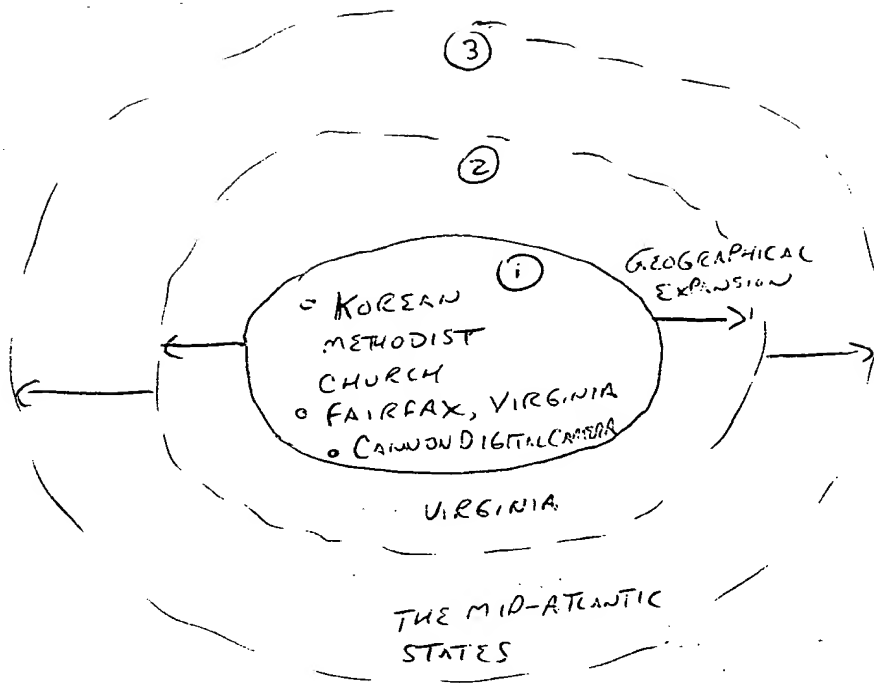 3
2
1
GEOGRAPHICAL
EXPANSION
KOREAN
METHODIST
CHURCH
FAIRFAX, VIRGINIA
CANNON DIGITAL CAMERA
VIRGINIA
THE MID-ATLANTIC
STATES